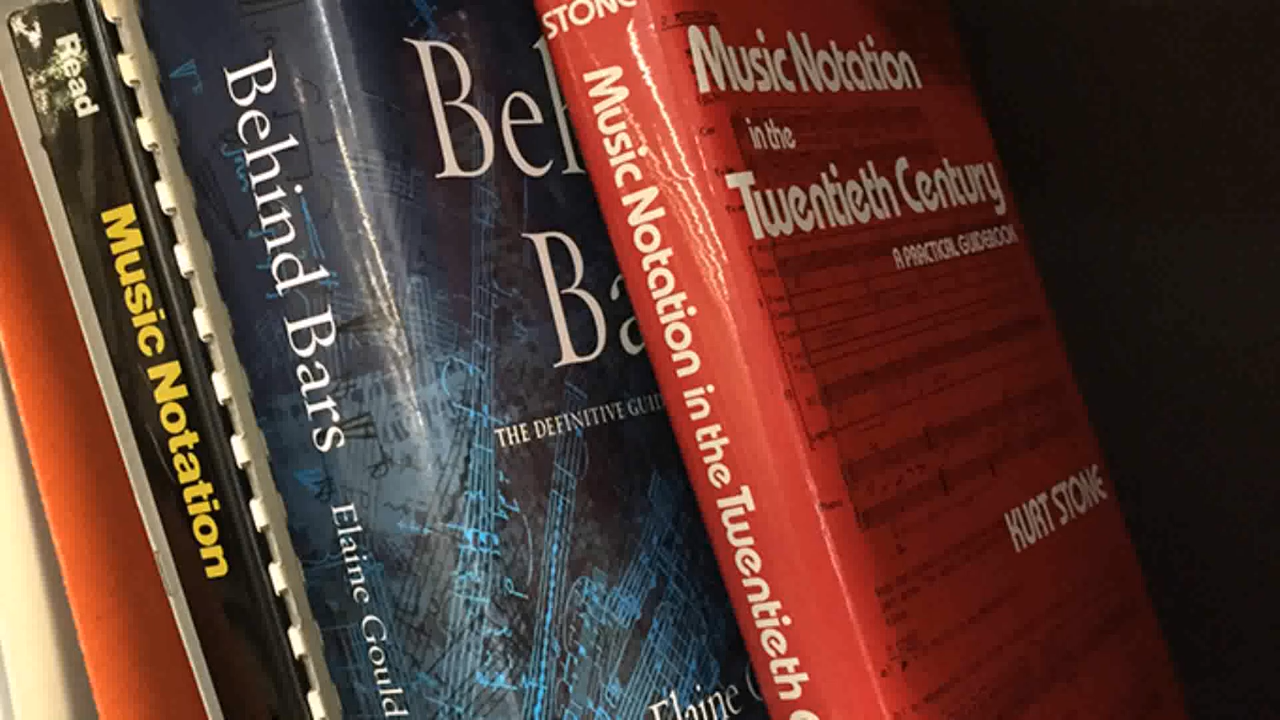 Read
Music Notation
Behind Bars
Elaine Gould
Beh
Ba
THE DEFINITIVE GUI
Elaine
STONE
Music Notation in the Twentieth C
Music Notation
in the
Twentieth Century
A PRACTICAL GUIDEBOOK
KURT STONE